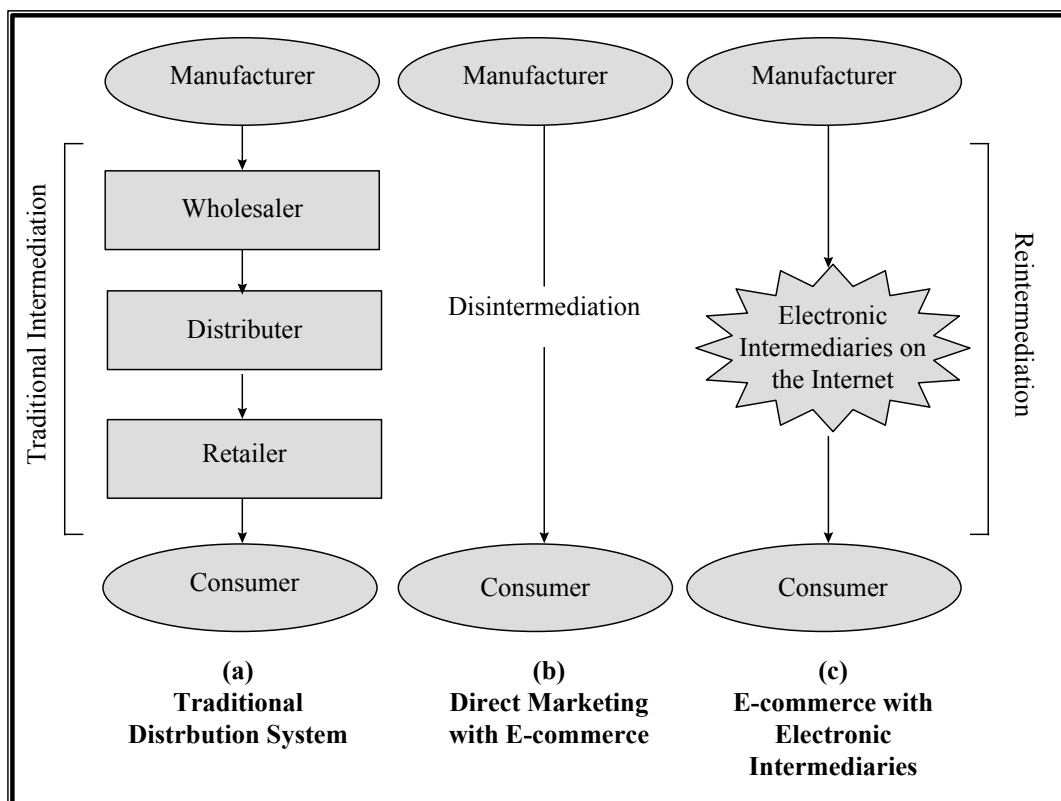 Manufacturer
Wholesaler
Distributer
Retailer
Consumer
Traditional Intermediation
(a)
Traditional
Distrbution System
Manufacturer
Disintermediation
Consumer
(b)
Direct Marketing
with E-commerce
Manufacturer
Electronic
Intermediaries on
the Internet
Consumer
Reintermediation
(c)
E-commerce with
Electronic
Intermediaries